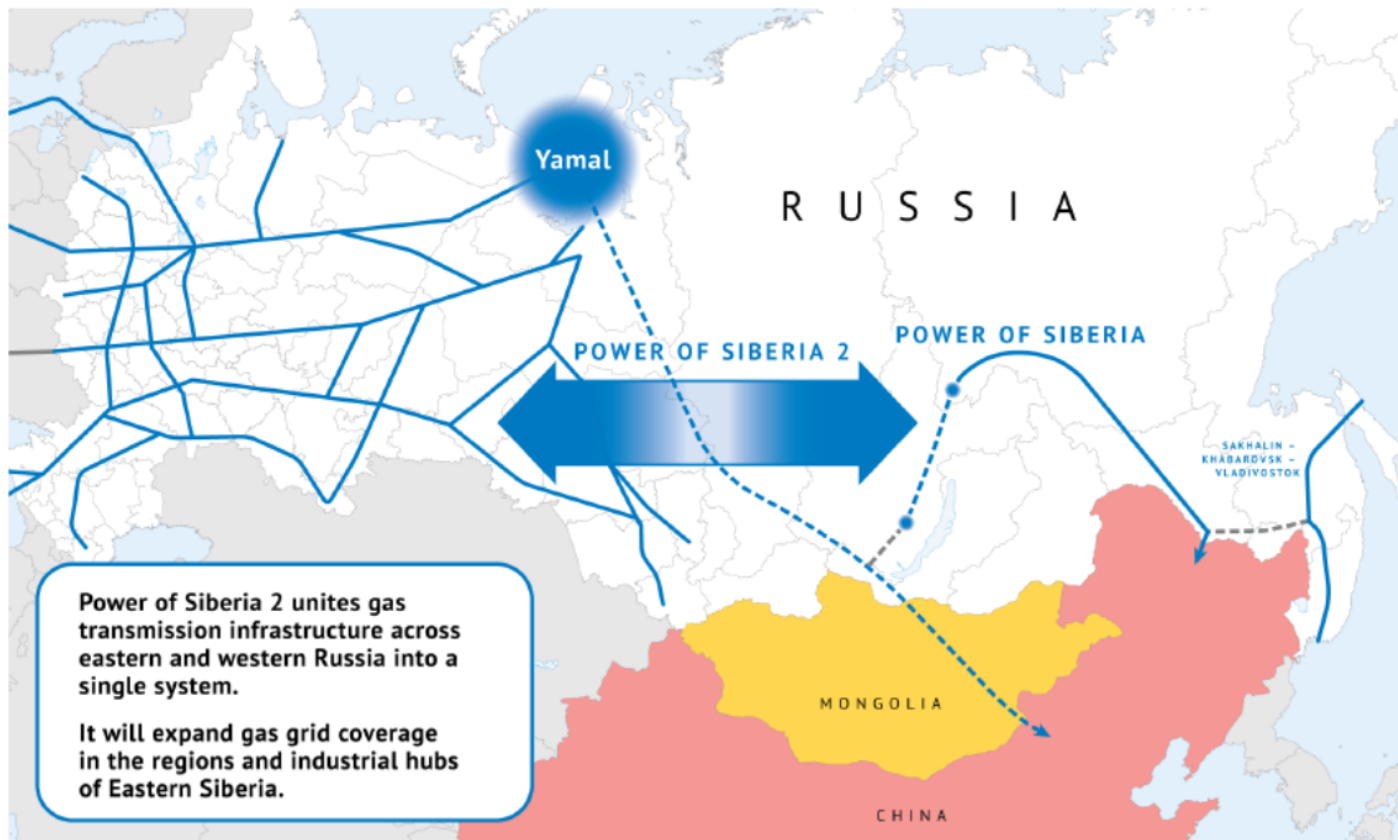 Yamal
RUSSIA
POWER OF SIBERIA
POWER OF SIBERIA 2
SAKHALIN –
KHABAROVSK –
VLADIVOSTOK
Power of Siberia 2 unites gas
transmission infrastructure across
eastern and western Russia into a
single system.
It will expand gas grid coverage
in the regions and industrial hubs
of Eastern Siberia.
MONGOLIA
CHINA